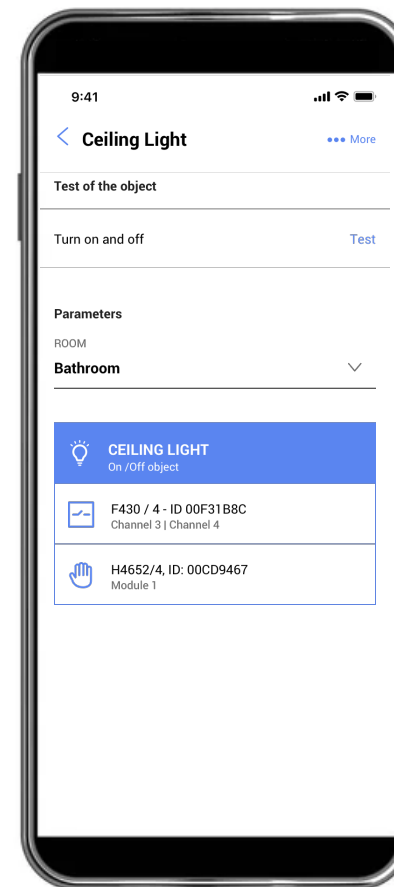 9:41
Ceiling Light
••• More
Test of the object
Turn on and off Test
Parameters
ROOM
Bathroom
CEILING LIGHT
On /Off object
F430 / 4 - ID 00F31B8C
Channel 3 | Channel 4
H4652/4, ID: 00CD9467
Module 1